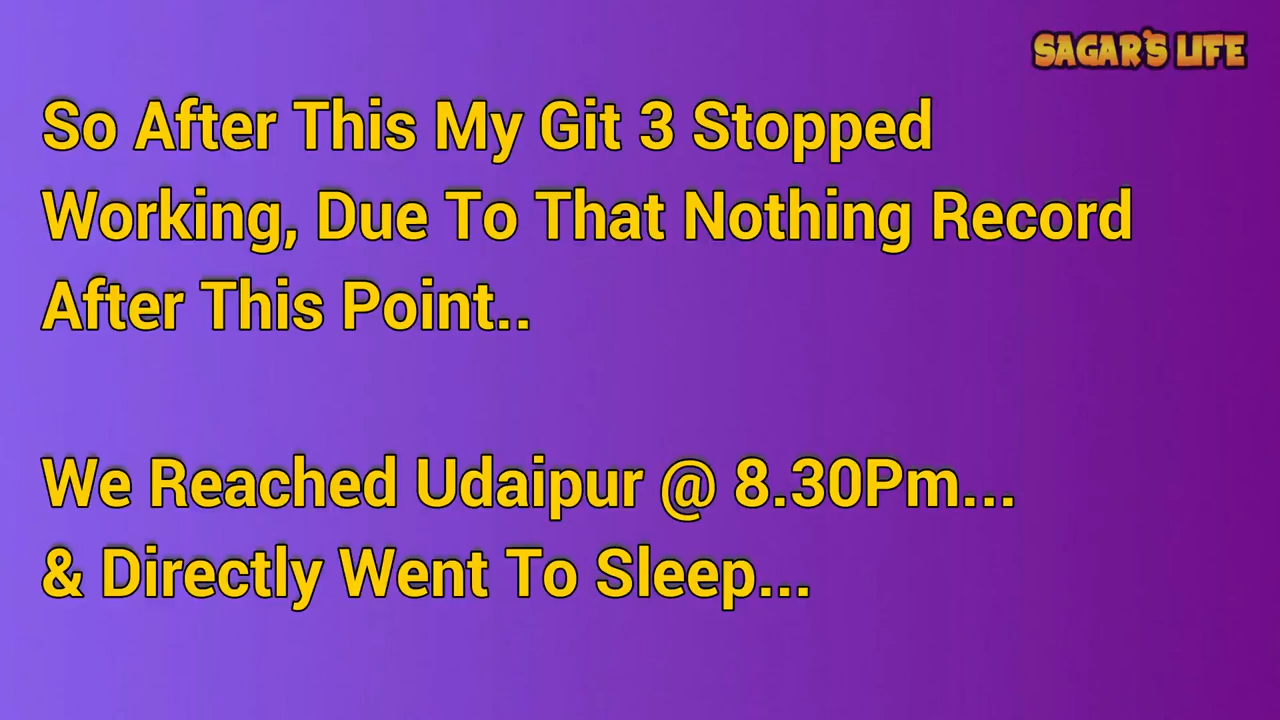 SAGAR'S LIFE
So After This My Git 3 Stopped
Working, Due To That Nothing Record
After This Point..
We Reached Udaipur @ 8.30Pm...
& Directly Went To Sleep...